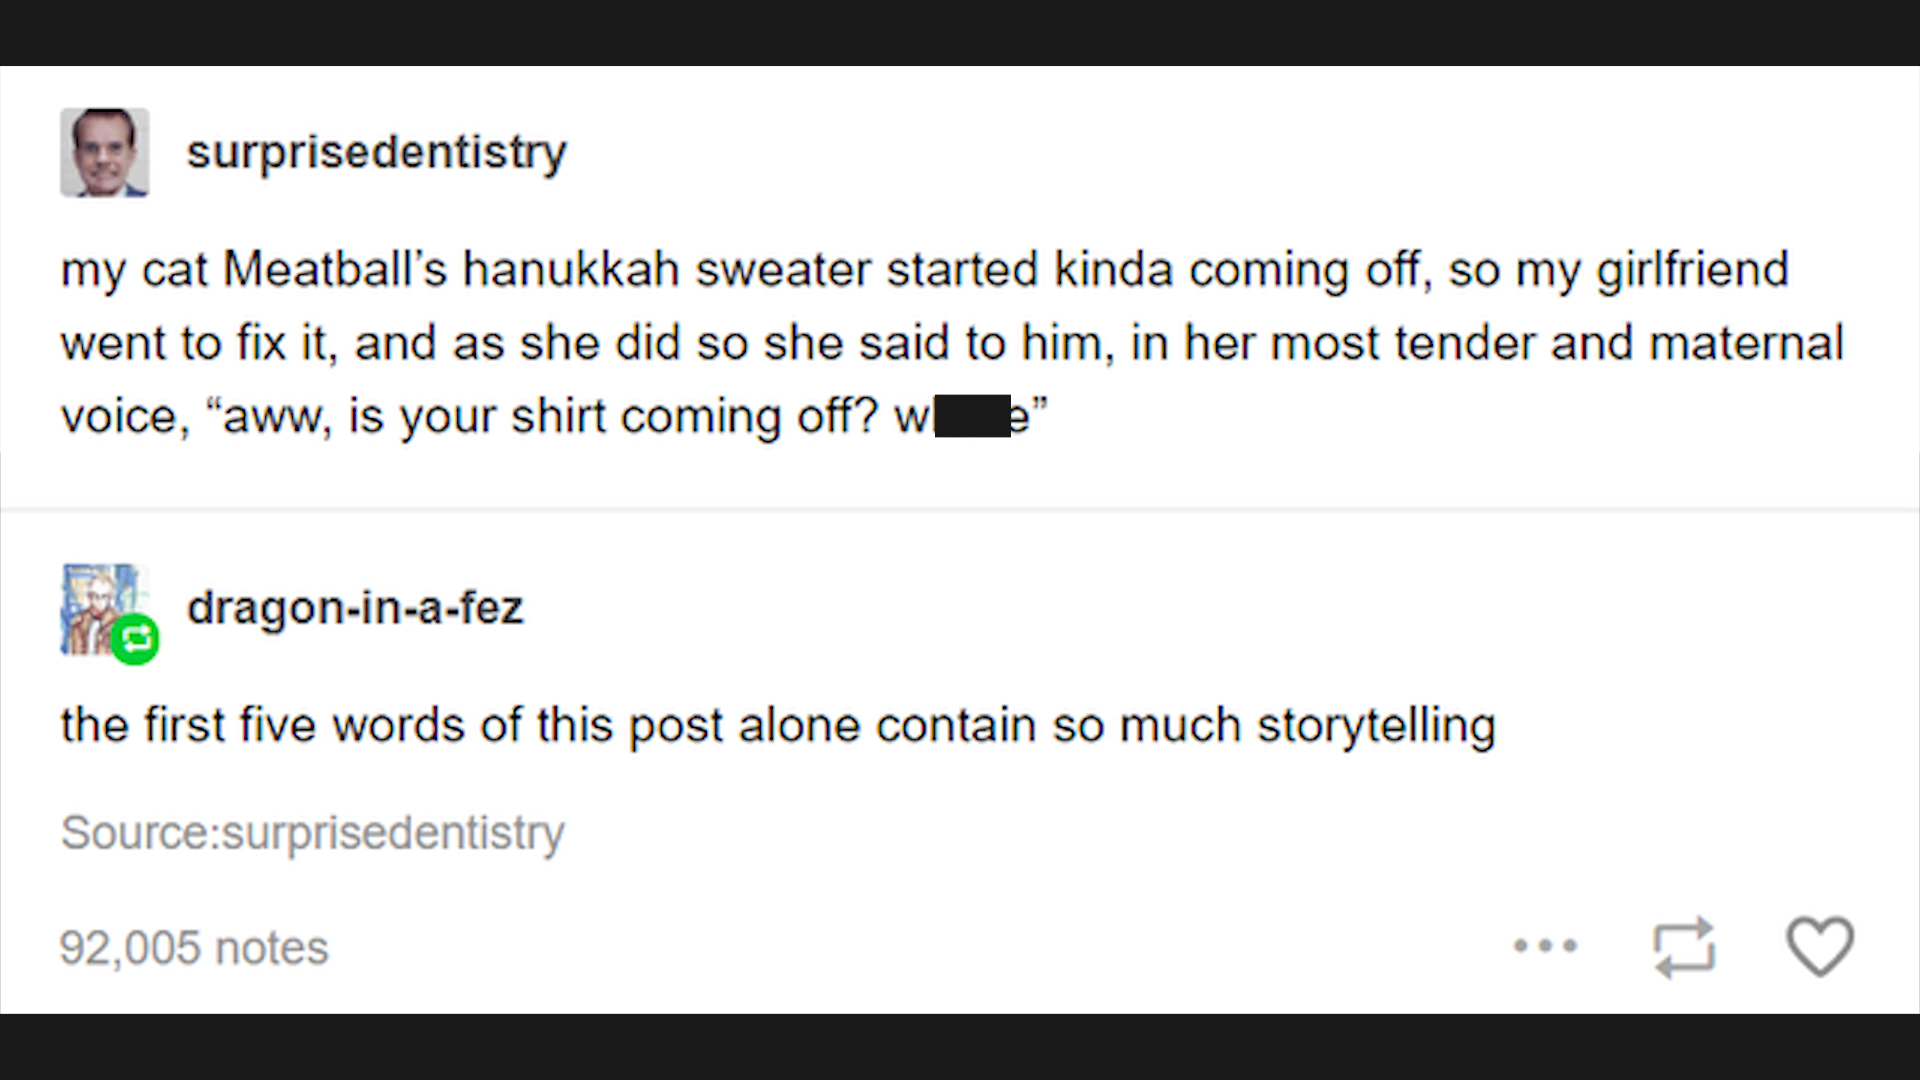 surprisedentistry
my cat Meatball’s hanukkah sweater started kinda coming off, so my girlfriend
went to fix it, and as she did so she said to him, in her most tender and maternal
voice, “aww, is your shirt coming off?
dragon-in-a-fez
the first five words of this post alone contain so much storytelling
Source:surprisedentistry
92,005 notes